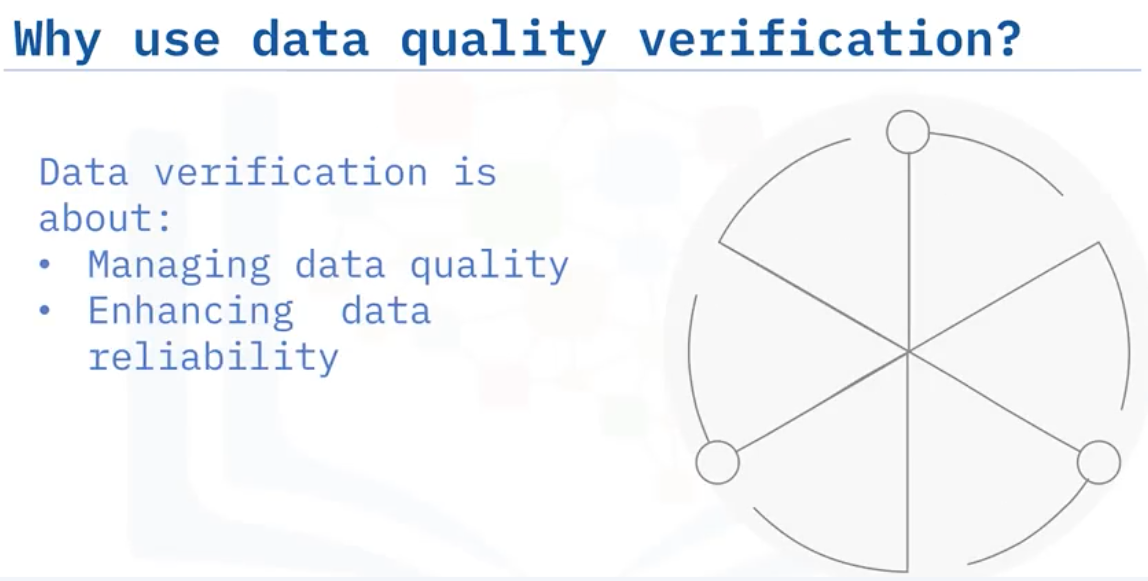 Why use data quality verification?
Data verification is
about:
• Managing data quality
• Enhancing data
reliability